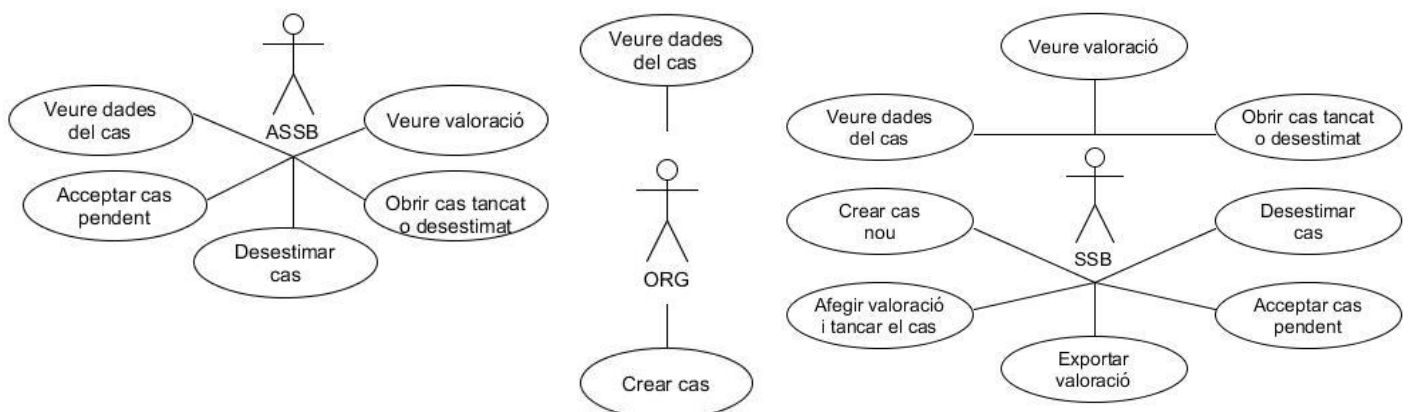 ASSB
Veure dades
del cas
Veure valoració
Acceptar cas
pendent
Obrir cas tancat
o desestimat
Desestimar
cas
Veure dades
del cas
ORG
Crear cas
Veure valoració
Veure dades
del cas
Obrir cas tancat
o desestimat
SSB
Crear cas
nou
Desestimar
cas
Afegir valoració
i tancar el cas
Acceptar cas
pendent
Exportar
valoració